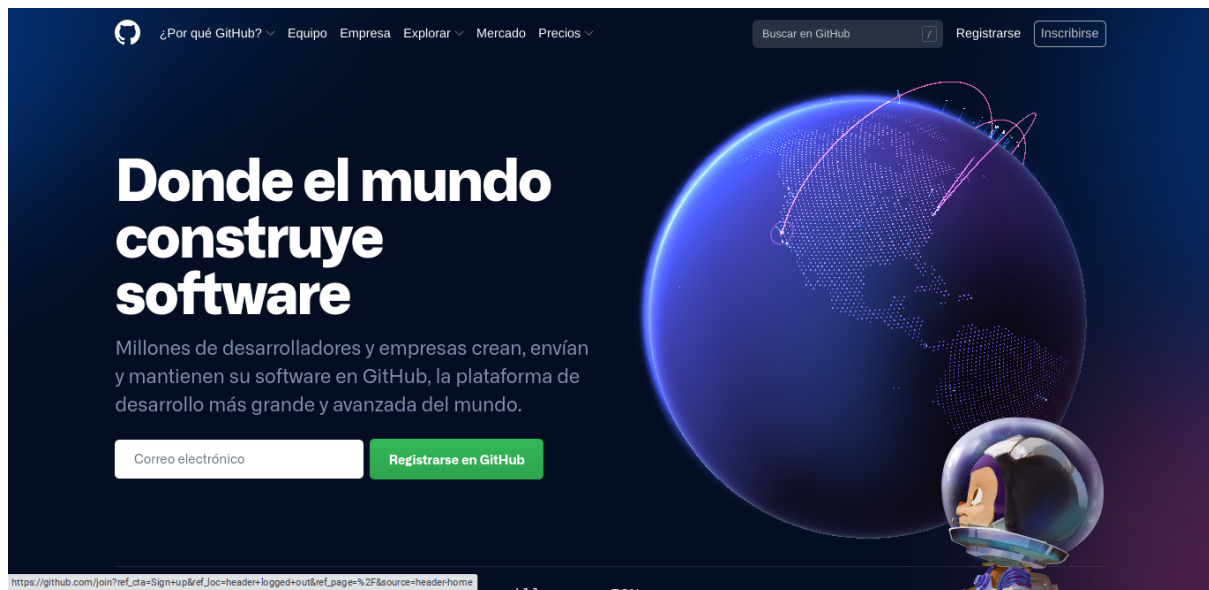 ¿Por qué GitHub? Equipo Empresa Explorar Mercado Precios Buscar en GitHub / Registrarse Inscribirse
Donde el mundo
construye
software
Millones de desarrolladores y empresas crean, envían
y mantienen su software en GitHub, la plataforma de
desarrollo más grande y avanzada del mundo.
Correo electrónico Registrarse en GitHub
https://github.com/join?ref_cta=Sign+up&ref_loc=header+logged+out&ref_page=%2F&source=header-home